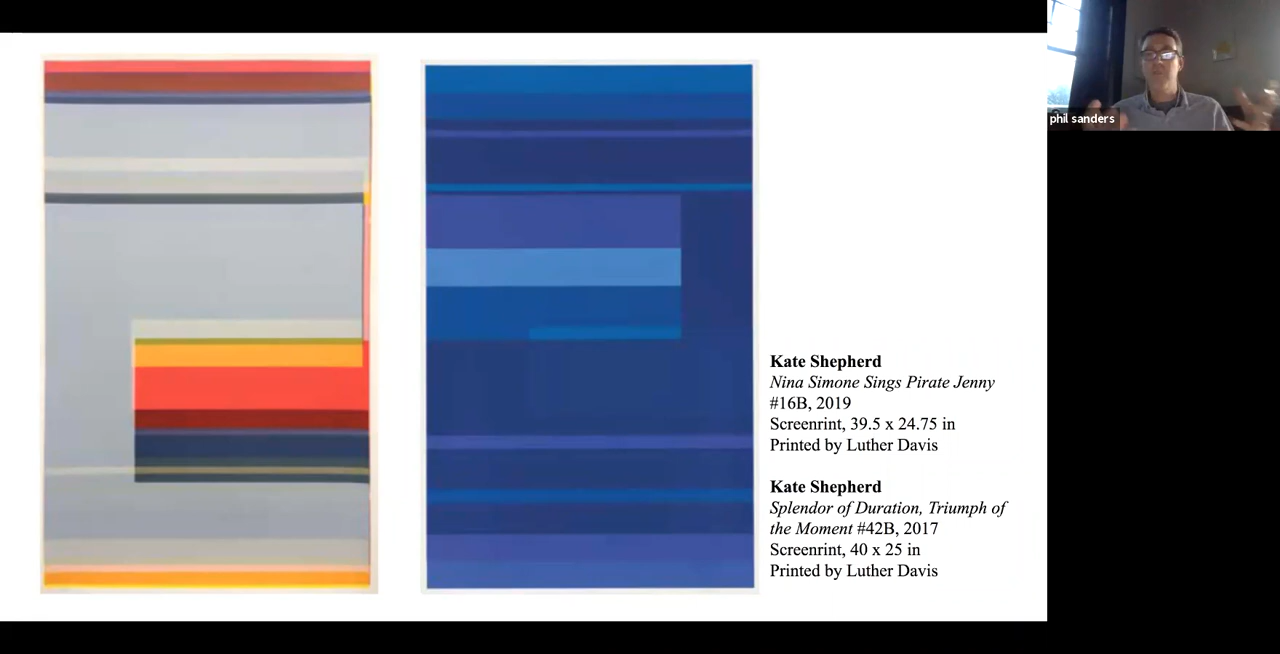 phil sanders
Kate Shepherd
Nina Simone Sings Pirate Jenny
#16B, 2019
Screenrint, 39.5 x 24.75 in
Printed by Luther Davis
Kate Shepherd
Splendor of Duration, Triumph of
the Moment #42B, 2017
Screenrint, 40 x 25 in
Printed by Luther Davis